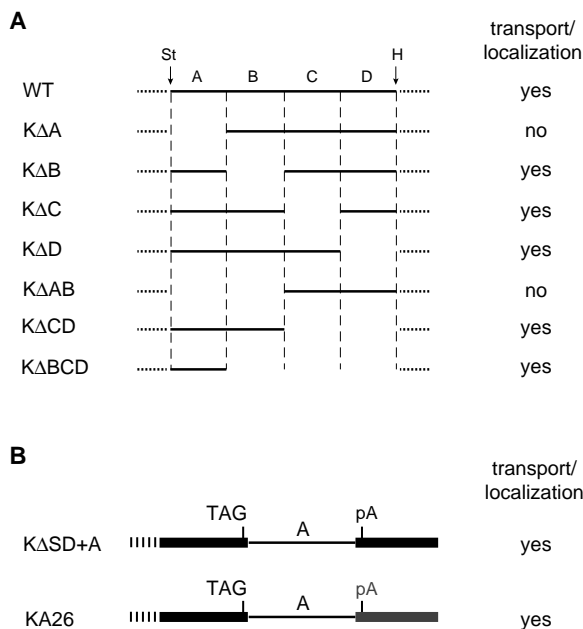 A
transport/
localization
St
H
A B C D
WT yes
KΔA no
KΔB yes
KΔC yes
KΔD yes
KΔAB no
KΔCD yes
KΔBCD yes
B
transport/
localization
TAG A pA
KΔSD+A yes
TAG A pA
KA26 yes